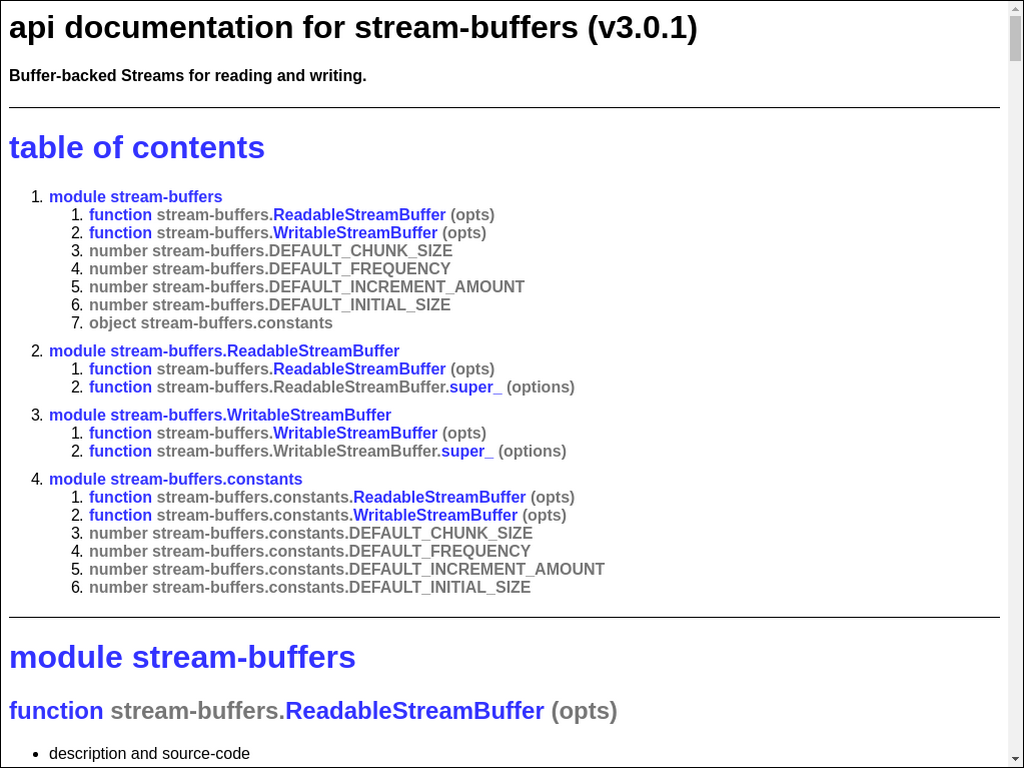 api documentation for stream-buffers (v3.0.1)
Buffer-backed Streams for reading and writing.
table of contents
1. module stream-buffers
1. function stream-buffers.ReadableStreamBuffer (opts)
2. function stream-buffers.WritableStreamBuffer (opts)
3. number stream-buffers.DEFAULT_CHUNK_SIZE
4. number stream-buffers.DEFAULT_FREQUENCY
5. number stream-buffers.DEFAULT_INCREMENT_AMOUNT
6. number stream-buffers.DEFAULT_INITIAL_SIZE
7. object stream-buffers.constants
2. module stream-buffers.ReadableStreamBuffer
1. function stream-buffers.ReadableStreamBuffer (opts)
2. function stream-buffers.ReadableStreamBuffer.super_ (options)
3. module stream-buffers.WritableStreamBuffer
1. function stream-buffers.WritableStreamBuffer (opts)
2. function stream-buffers.WritableStreamBuffer.super_ (options)
4. module stream-buffers.constants
1. function stream-buffers.constants.ReadableStreamBuffer (opts)
2. function stream-buffers.constants.WritableStreamBuffer (opts)
3. number stream-buffers.constants.DEFAULT_CHUNK_SIZE
4. number stream-buffers.constants.DEFAULT_FREQUENCY
5. number stream-buffers.constants.DEFAULT_INCREMENT_AMOUNT
6. number stream-buffers.constants.DEFAULT_INITIAL_SIZE
module stream-buffers
function stream-buffers.ReadableStreamBuffer (opts)
• description and source-code